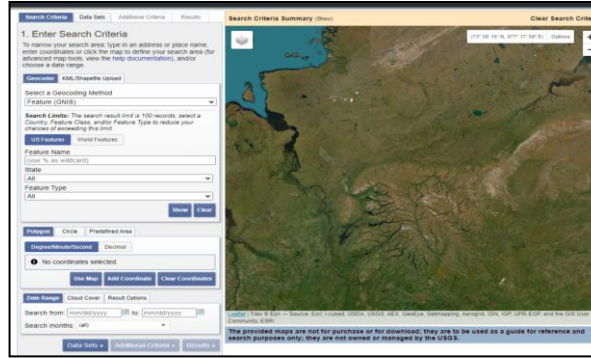 Search Criteria Data Sets Additional Criteria Results
Search Criteria Summary (Show) Clear Search Crite
1. Enter Search Criteria
To narrow your search area: type in an address or place name,
enter coordinates or click the map to define your search area (for
advanced map tools, view the help documentation), and/or
choose a date range.
Geocoder KML/Shapefile Upload
Select a Geocoding Method
Feature (GNIS)
Search Limits: The search result limit is 100 records; select a
Country, Feature Class, and/or Feature Type to reduce your
chances of exceeding this limit.
US Features World Features
Feature Name
(use % as wildcard)
State
All
Feature Type
All
Show Clear
Polygon Circle Predefined Area
Degree/Minute/Second Decimal
No coordinates selected.
Use Map Add Coordinate Clear Coordinates
Date Range Cloud Cover Result Options
Search from: mm/dd/yyyy to: mm/dd/yyyy
Search months: (all)
Data Sets » Additional Criteria » Results »
Options
+
Leaflet | Tiles © Esri — Source: Esri, i-cubed, USDA, USGS, AEX, GeoEye, Getmapping, Aerogrid, IGN, IGP, UPR-EGP, and the GIS User
Community, ESRI
The provided maps are not for purchase or for download; they are to be used as a guide for reference and
search purposes only; they are not owned or managed by the USGS.